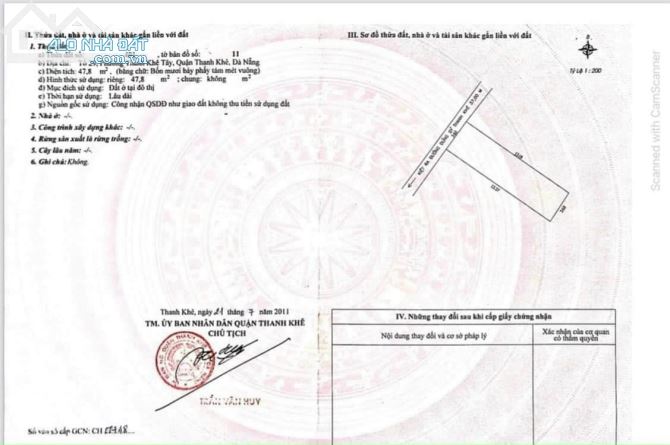 II. Thửa đất, nhà ở và tài sản khác gắn liền với đất
1. Thửa đất:
a) Thửa đất số: , tờ bản đồ số: 11
b) Địa chỉ: Tổ 29, Phường Thanh Khê Tây, Quận Thanh Khê, Đà Nẵng
c) Diện tích: 47,8 m², (bằng chữ: Bốn mươi bảy phẩy tám mét vuông)
d) Hình thức sử dụng: riêng: 47,8 m²; chung: không m²
đ) Mục đích sử dụng: Đất ở tại đô thị
e) Thời hạn sử dụng: Lâu dài
g) Nguồn gốc sử dụng: Công nhận QSDĐ như giao đất không thu tiền sử dụng đất
2. Nhà ở: -/-
3. Công trình xây dựng khác: -/-
4. Rừng sản xuất là rừng trồng: -/-
5. Cây lâu năm: -/-
6. Ghi chú: Không.
ALO NHÀ ĐẤT
.com.vn
Thanh Khê, ngày 21 tháng 7 năm 2011
TM. ỦY BAN NHÂN DÂN QUẬN THANH KHÊ
CHỦ TỊCH
TRẦN VĂN HUY
Số vào sổ cấp GCN: CH
III. Sơ đồ thửa đất, nhà ở và tài sản khác gắn liền với đất
B
Tỷ lệ 1 : 200
IV. Những thay đổi sau khi cấp giấy chứng nhận
Nội dung thay đổi và cơ sở pháp lý
Xác nhận của cơ quan
có thẩm quyền
Scanned with CamScanner